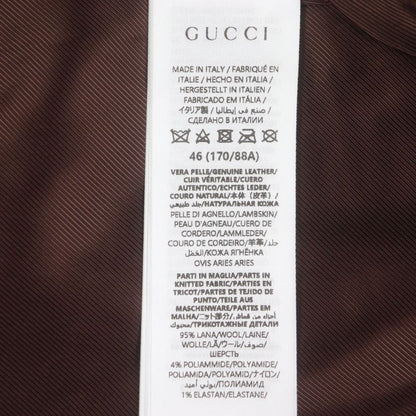 GUCCI
MADE IN ITALY / FABRIQUÉ EN
ITALIE / HECHO EN ITALIA /
HERGESTELLT IN ITALIEN /
FABRICADO EM ITÁLIA /
イタリア製 / صنع في إيطاليا /
СДЕЛАНО В ИТАЛИИ
46 (170/88A)
VERA PELLE/GENUINE LEATHER/
CUIR VÉRITABLE/CUERO
AUTENTICO/ECHTES LEDER/
COURO NATURAL/本体（皮革）
/جلد طبيعي/НАТУРАЛЬНАЯ КОЖА
PELLE DI AGNELLO/LAMBSKIN/
PEAU D'AGNEAU/CUERO DE
CORDERO/LAMMLEDER/
COURO DE CORDEIRO/羊革/جلد
الحمل/КОЖА ЯГНЁНКА
OVIS ARIES ARIES
PARTI IN MAGLIA/PARTS IN
KNITTED FABRIC/PARTIES EN
TRICOT/PARTES DE TEJIDO DE
PUNTO/TEILE AUS
MASCHENWARE/PARTES EM
MALHA/ニット部分/أجزاء من قماش
محبوك/ТРИКОТАЖНЫЕ ДЕТАЛИ
95% LANA/WOOL/LAINE/
WOLLE/LÃ/ウール/صوف/
ШЕРСТЬ
4% POLIAMMIDE/POLYAMIDE/
POLIAMIDA/POLYAMID/ナイロン/
بولي أميد/ПОЛИАМИД
1% ELASTAN/ELASTANE/